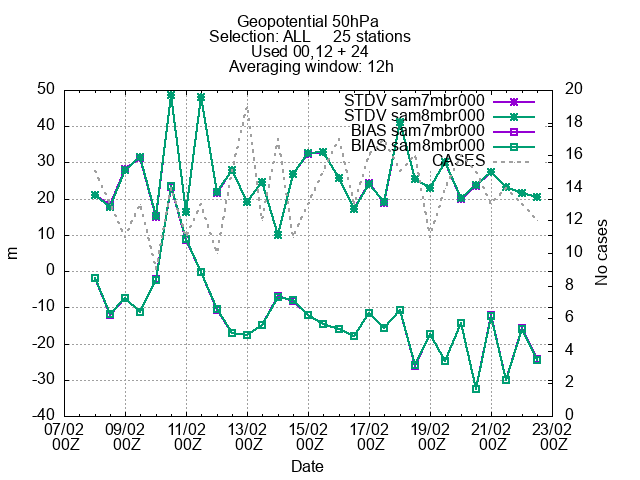 Geopotential 50hPa
Selection: ALL 25 stations
Used 00,12 + 24
Averaging window: 12h
STDV sam7mbr000
STDV sam8mbr000
BIAS sam7mbr000
BIAS sam8mbr000
CASES
50
40
30
20
10
0
-10
-20
-30
-40
m
20
18
16
14
12
10
8
6
4
2
0
No cases
07/02 09/02 11/02 13/02 15/02 17/02 19/02 21/02 23/02
00Z 00Z 00Z 00Z 00Z 00Z 00Z 00Z 00Z
Date